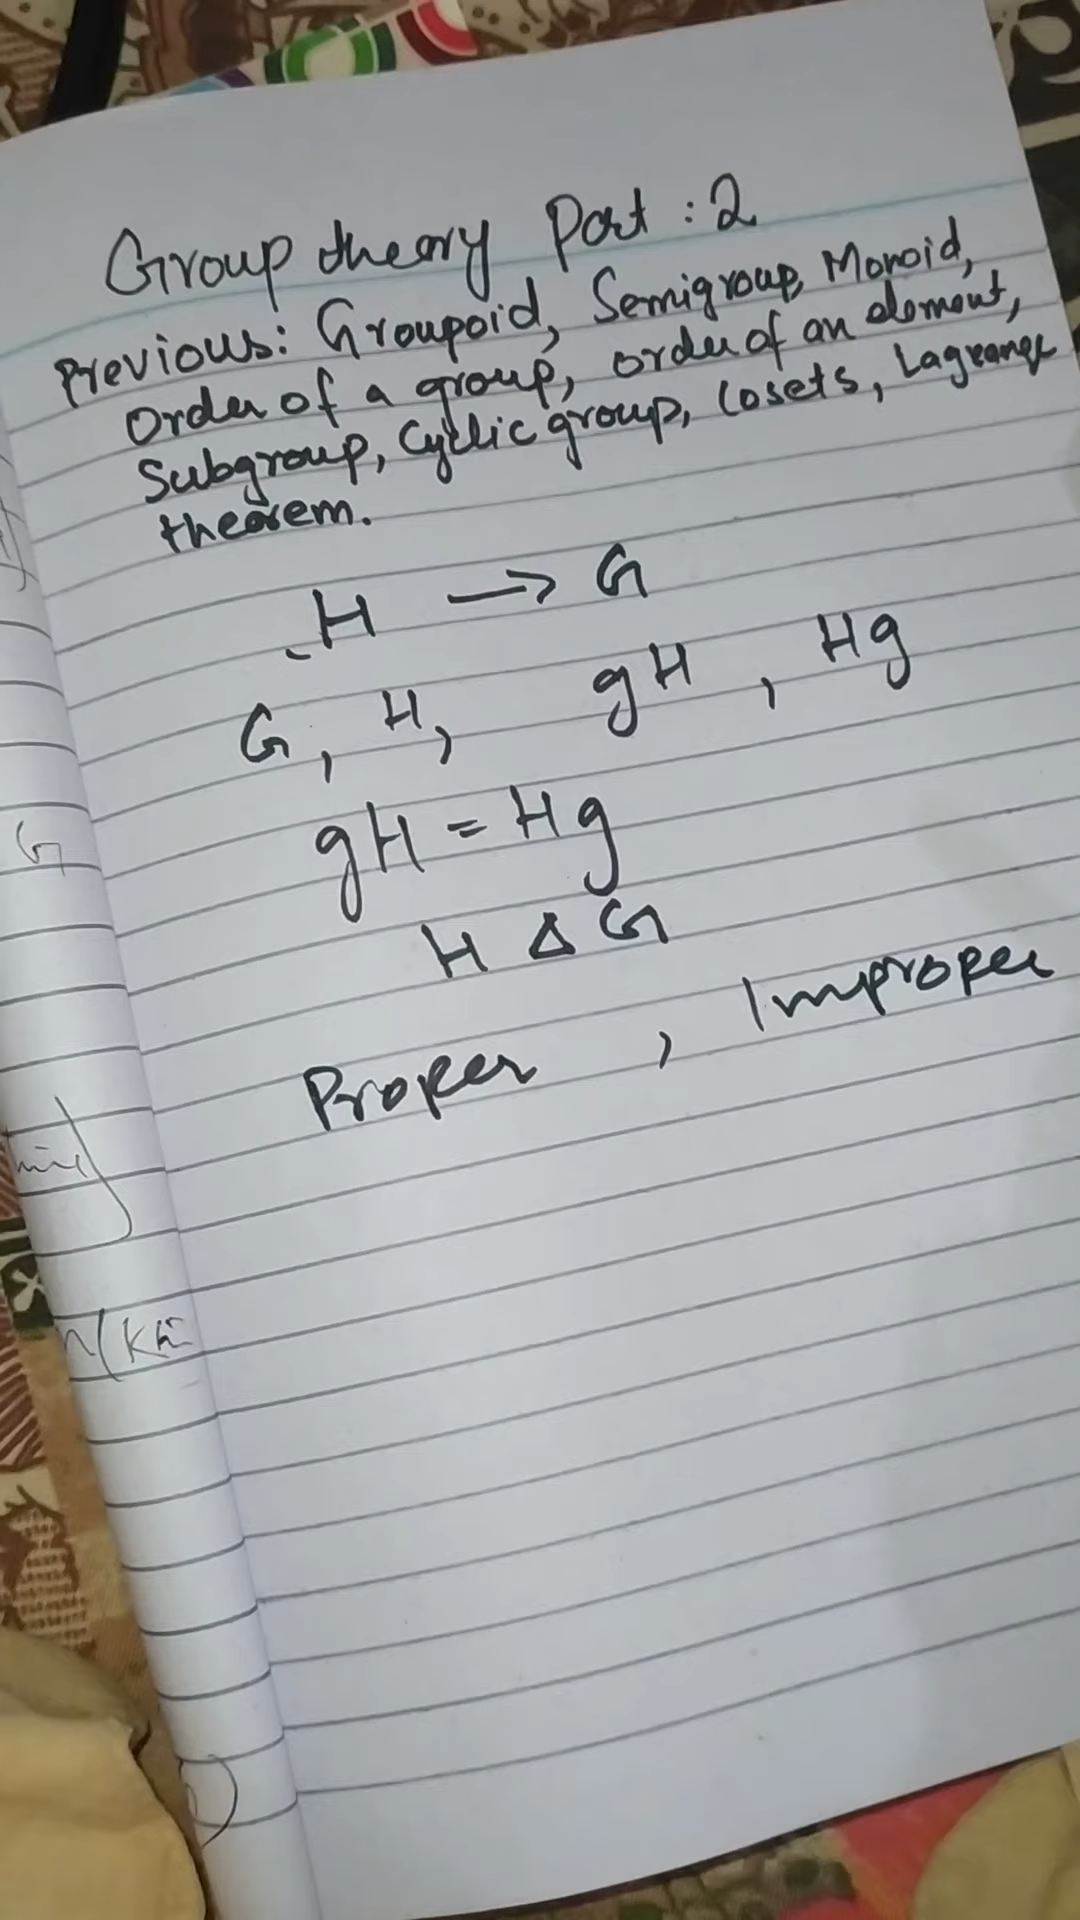 Group theory Part : 2
Previous: Groupoid, Semigroup, Monoid,
Order of a group, order of an element,
Subgroup, Cyclic group, Cosets, Lagrange
theorem.
H → G
G, H, gH, Hg
gH = Hg
H Δ G
Proper, Improper
G